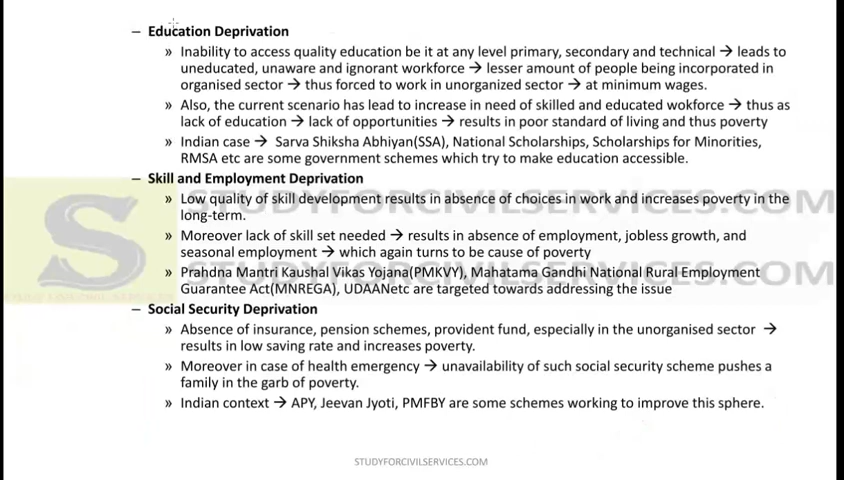 – Education Deprivation
» Inability to access quality education be it at any level primary, secondary and technical → leads to
uneducated, unaware and ignorant workforce → lesser amount of people being incorporated in
organised sector → thus forced to work in unorganized sector → at minimum wages.
» Also, the current scenario has lead to increase in need of skilled and educated wokforce → thus as
lack of education → lack of opportunities → results in poor standard of living and thus poverty
» Indian case → Sarva Shiksha Abhiyan(SSA), National Scholarships, Scholarships for Minorities,
RMSA etc are some government schemes which try to make education accessible.
– Skill and Employment Deprivation
STUDYFORCIVILSERVICES.COM
» Low quality of skill development results in absence of choices in work and increases poverty in the
long-term.
» Moreover lack of skill set needed → results in absence of employment, jobless growth, and
seasonal employment → which again turns to be cause of poverty
STUDYFORCIVILSERVICES.COM
» Prahdna Mantri Kaushal Vikas Yojana(PMKVY), Mahatama Gandhi National Rural Employment
Guarantee Act(MNREGA), UDAANetc are targeted towards addressing the issue
– Social Security Deprivation
» Absence of insurance, pension schemes, provident fund, especially in the unorganised sector →
results in low saving rate and increases poverty.
» Moreover in case of health emergency → unavailability of such social security scheme pushes a
family in the garb of poverty.
» Indian context → APY, Jeevan Jyoti, PMFBY are some schemes working to improve this sphere.
STUDYFORCIVILSERVICES.COM